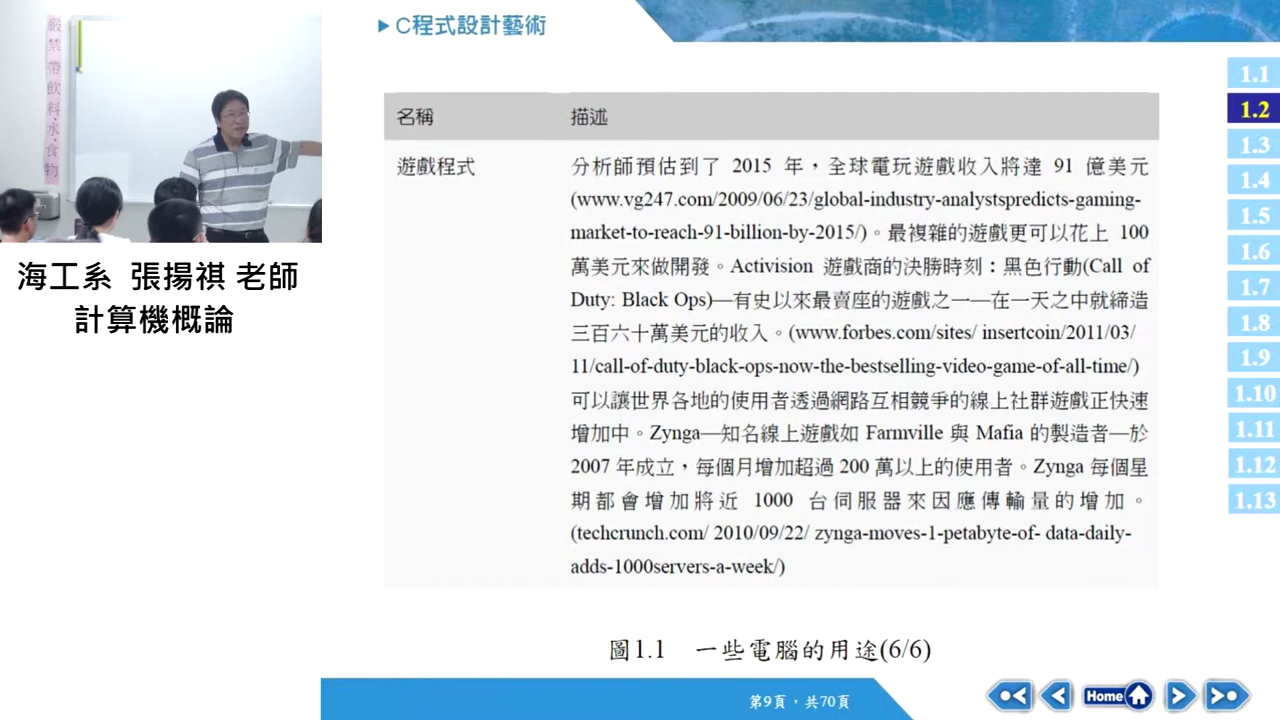 嚴禁帶飲料·水·食物
海工系 張揚祺 老師
計算機概論
C程式設計藝術
名稱 描述
遊戲程式 分析師預估到了 2015 年，全球電玩遊戲收入將達 91 億美元
(www.vg247.com/2009/06/23/global-industry-analystspredicts-gaming-
market-to-reach-91-billion-by-2015/)。最複雜的遊戲更可以花上 100
萬美元來做開發。Activision 遊戲商的決勝時刻：黑色行動(Call of
Duty: Black Ops)—有史以來最賣座的遊戲之一—在一天之中就締造
三百六十萬美元的收入。(www.forbes.com/sites/ insertcoin/2011/03/
11/call-of-duty-black-ops-now-the-bestselling-video-game-of-all-time/)
可以讓世界各地的使用者透過網路互相競爭的線上社群遊戲正快速
增加中。Zynga—知名線上遊戲如 Farmville 與 Mafia 的製造者—於
2007 年成立，每個月增加超過 200 萬以上的使用者。Zynga 每個星
期都會增加將近 1000 台伺服器來因應傳輸量的增加。
(techcrunch.com/ 2010/09/22/ zynga-moves-1-petabyte-of- data-daily-
adds-1000servers-a-week/)
圖1.1 一些電腦的用途(6/6)
第9頁，共70頁
Home
1.1
1.2
1.3
1.4
1.5
1.6
1.7
1.8
1.9
1.10
1.11
1.12
1.13